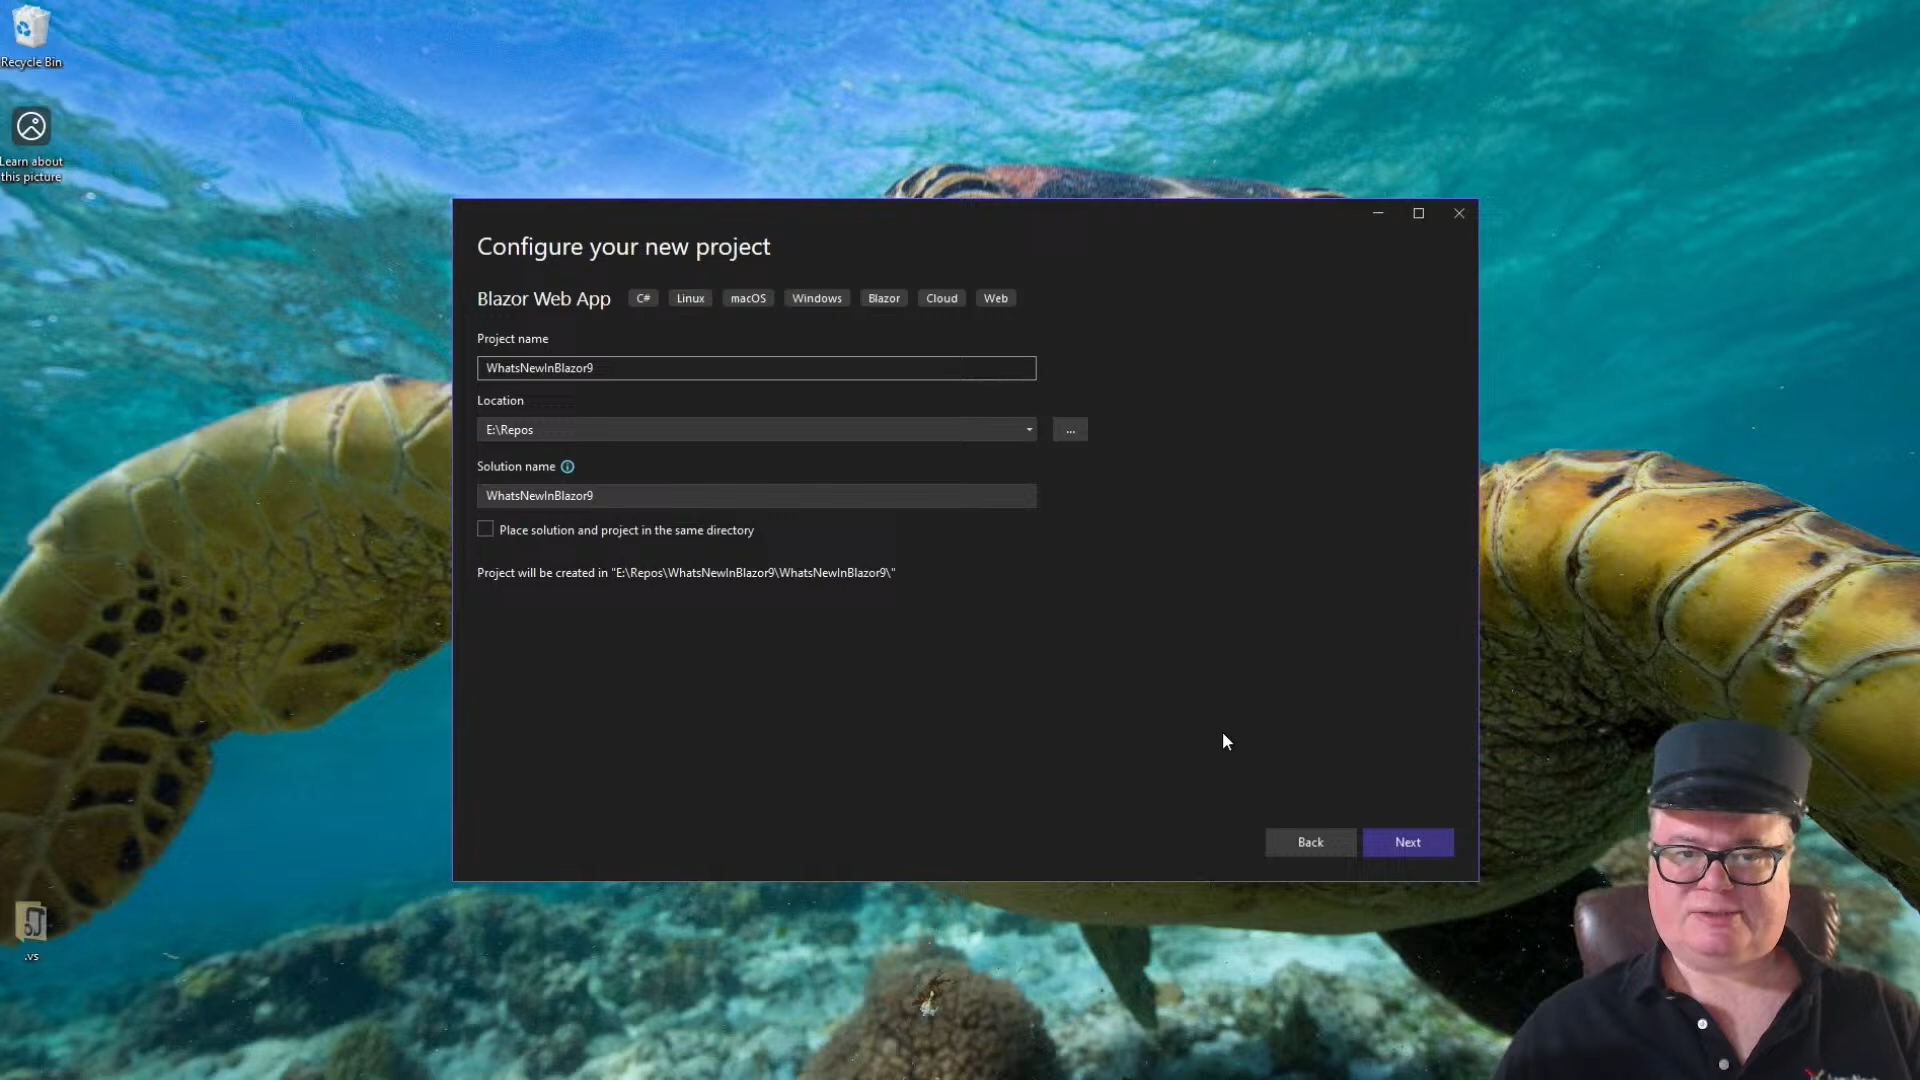 Recycle Bin
Learn about
this picture
Configure your new project
Blazor Web App C# Linux macOS Windows Blazor Cloud Web
Project name
WhatsNewInBlazor9
Location
E:\Repos
...
Solution name
WhatsNewInBlazor9
Place solution and project in the same directory
Project will be created in "E:\Repos\WhatsNewInBlazor9\WhatsNewInBlazor9\"
Back Next
.vs